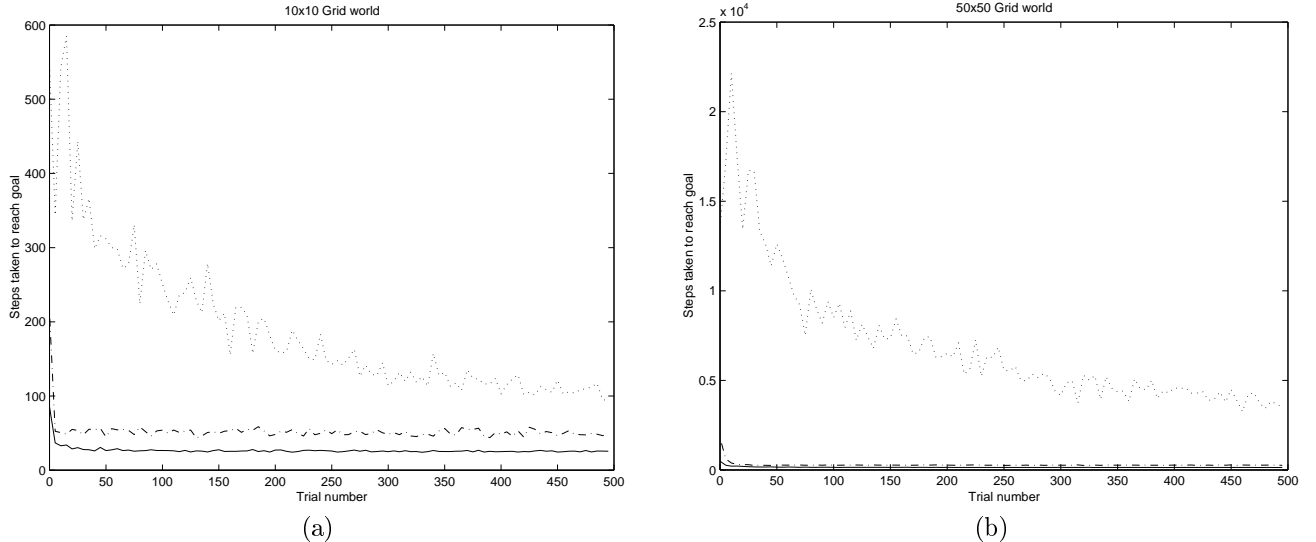 10x10 Grid world
600
500
400
300
200
100
0
Steps taken to reach goal
0 50 100 150 200 250 300 350 400 450 500
Trial number
(a)
50x50 Grid world
x 10^4
2.5
2
1.5
1
0.5
0
Steps taken to reach goal
0 50 100 150 200 250 300 350 400 450 500
Trial number
(b)